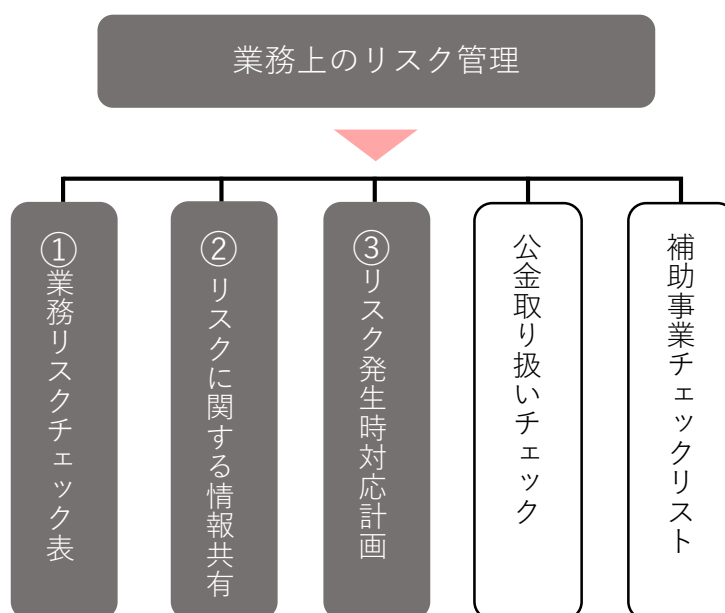 業務上のリスク管理
①業務リスクチェック表
②リスクに関する情報共有
③リスク発生時対応計画
公金取り扱いチェック
補助事業チェックリスト